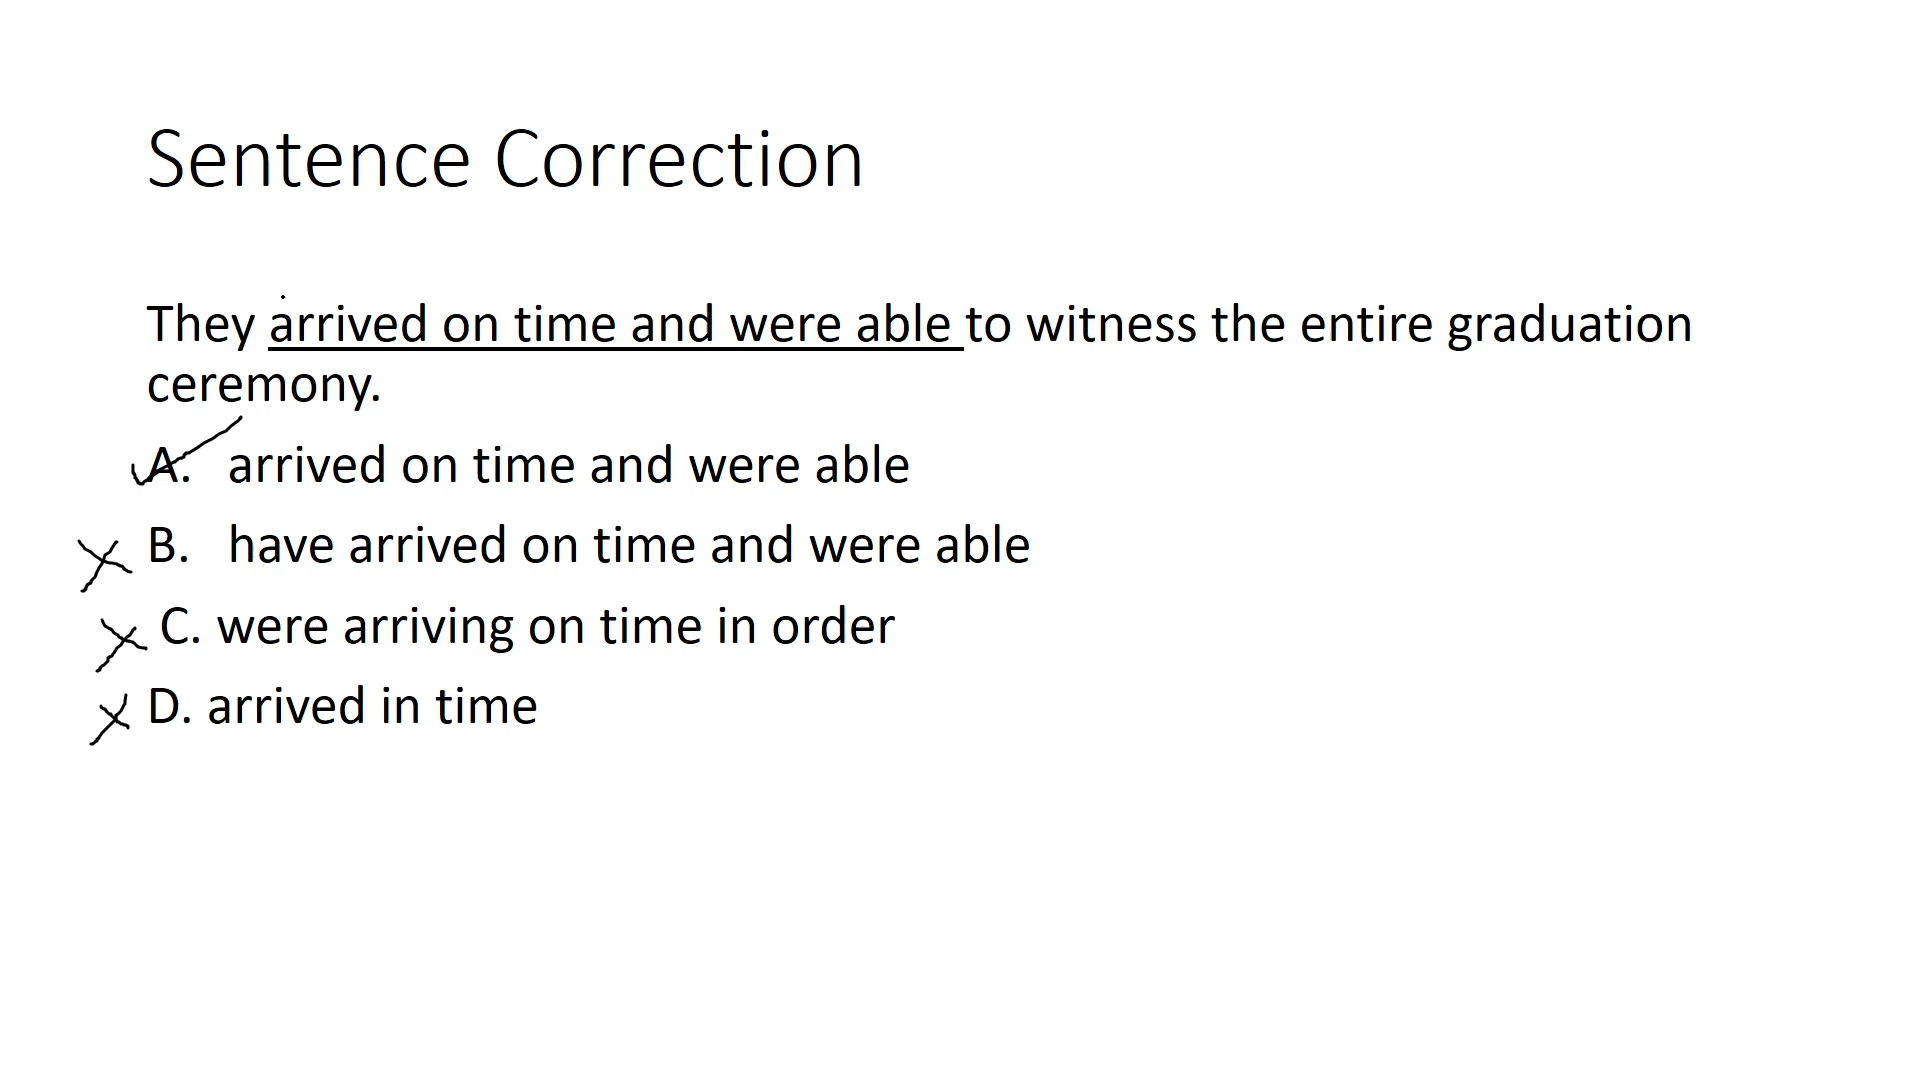 Sentence Correction
They arrived on time and were able to witness the entire graduation
ceremony.
A. arrived on time and were able
B. have arrived on time and were able
C. were arriving on time in order
D. arrived in time